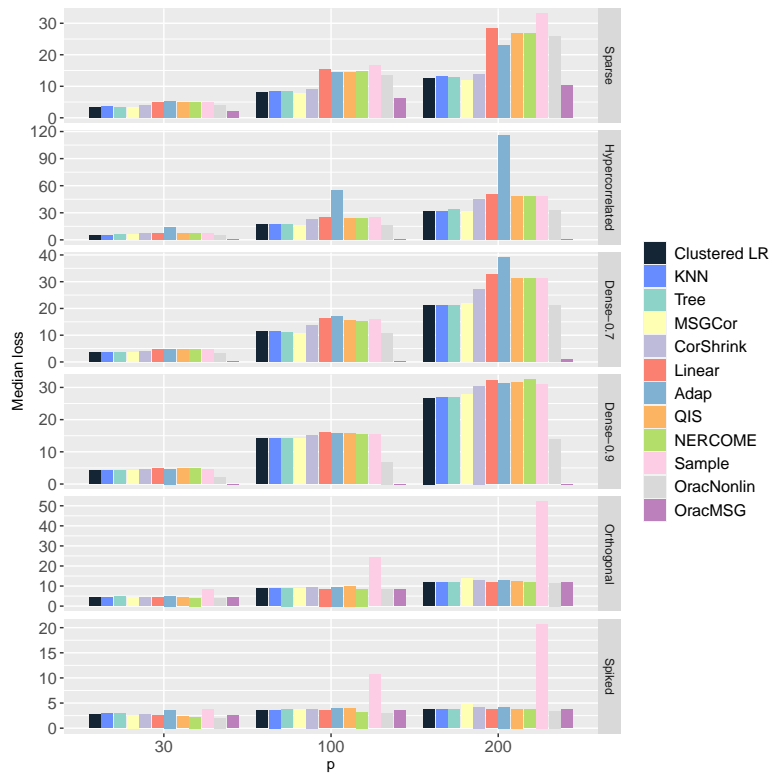 30
20
10
0
Sparse
120
90
60
30
0
Hypercorrelated
40
30
20
10
0
Dense−0.7
30
20
10
0
Dense−0.9
50
40
30
20
10
0
Orthogonal
20
15
10
5
0
Spiked
Median loss
30 100 200
p
Clustered LR
KNN
Tree
MSGCor
CorShrink
Linear
Adap
QIS
NERCOME
Sample
OracNonlin
OracMSG